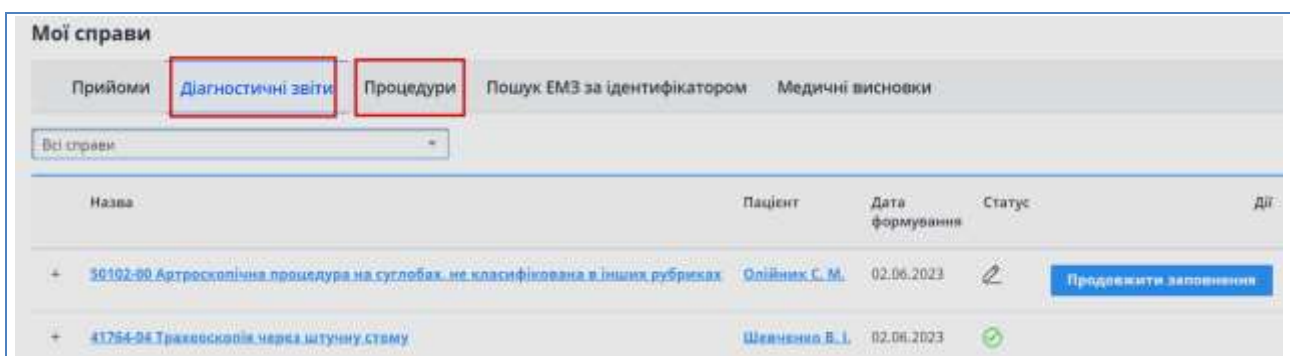 Мої справи
Прийоми Діагностичні звіти Процедури Пошук ЕМЗ за ідентифікатором Медичні висновки
Всі справи
Назва Пацієнт Дата формування Статус Дії
+ 50102-00 Артроскопічна процедура на суглобах, не класифікована в інших рубриках Олійник С. М. 02.06.2023 Продовжити заповнення
+ 41764-04 Трахеоскопія через штучну стому Шевченко В. І. 02.06.2023